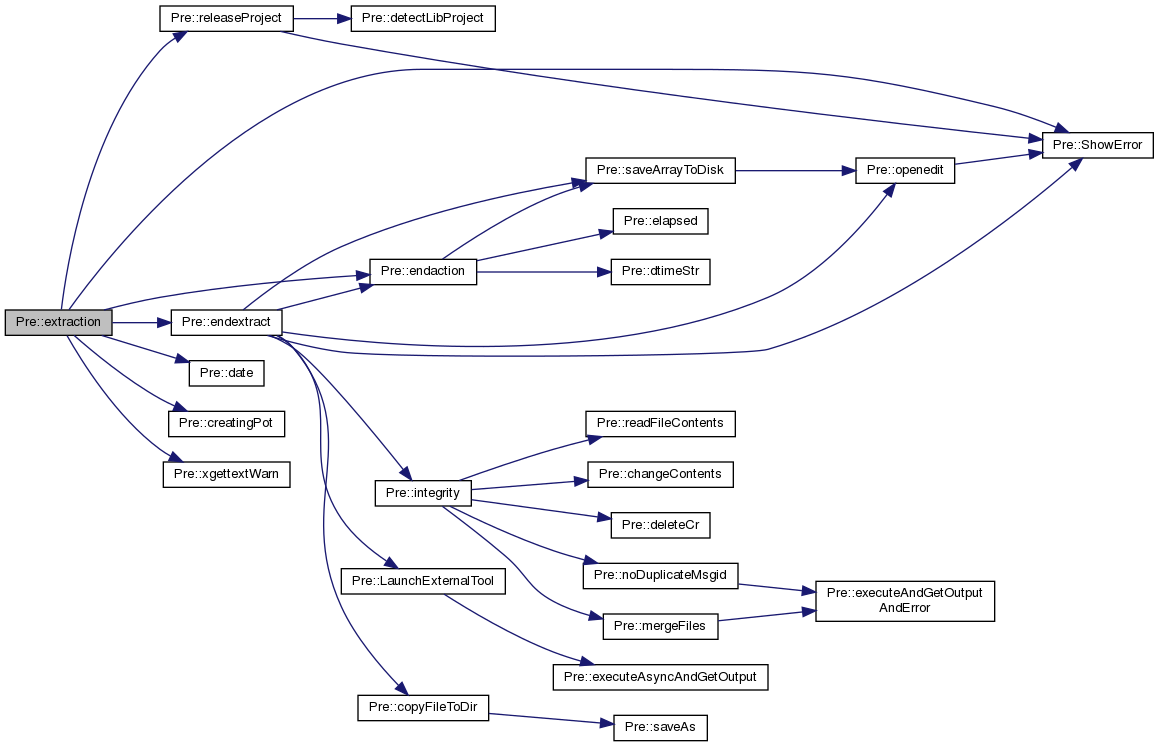 Pre::releaseProject
Pre::detectLibProject
Pre::ShowError
Pre::saveArrayToDisk
Pre::openedit
Pre::elapsed
Pre::endaction
Pre::dtimeStr
Pre::extraction
Pre::endextract
Pre::date
Pre::creatingPot
Pre::readFileContents
Pre::xgettextWarn
Pre::changeContents
Pre::integrity
Pre::deleteCr
Pre::LaunchExternalTool
Pre::noDuplicateMsgid
Pre::executeAndGetOutput
AndError
Pre::mergeFiles
Pre::executeAsyncAndGetOutput
Pre::copyFileToDir
Pre::saveAs